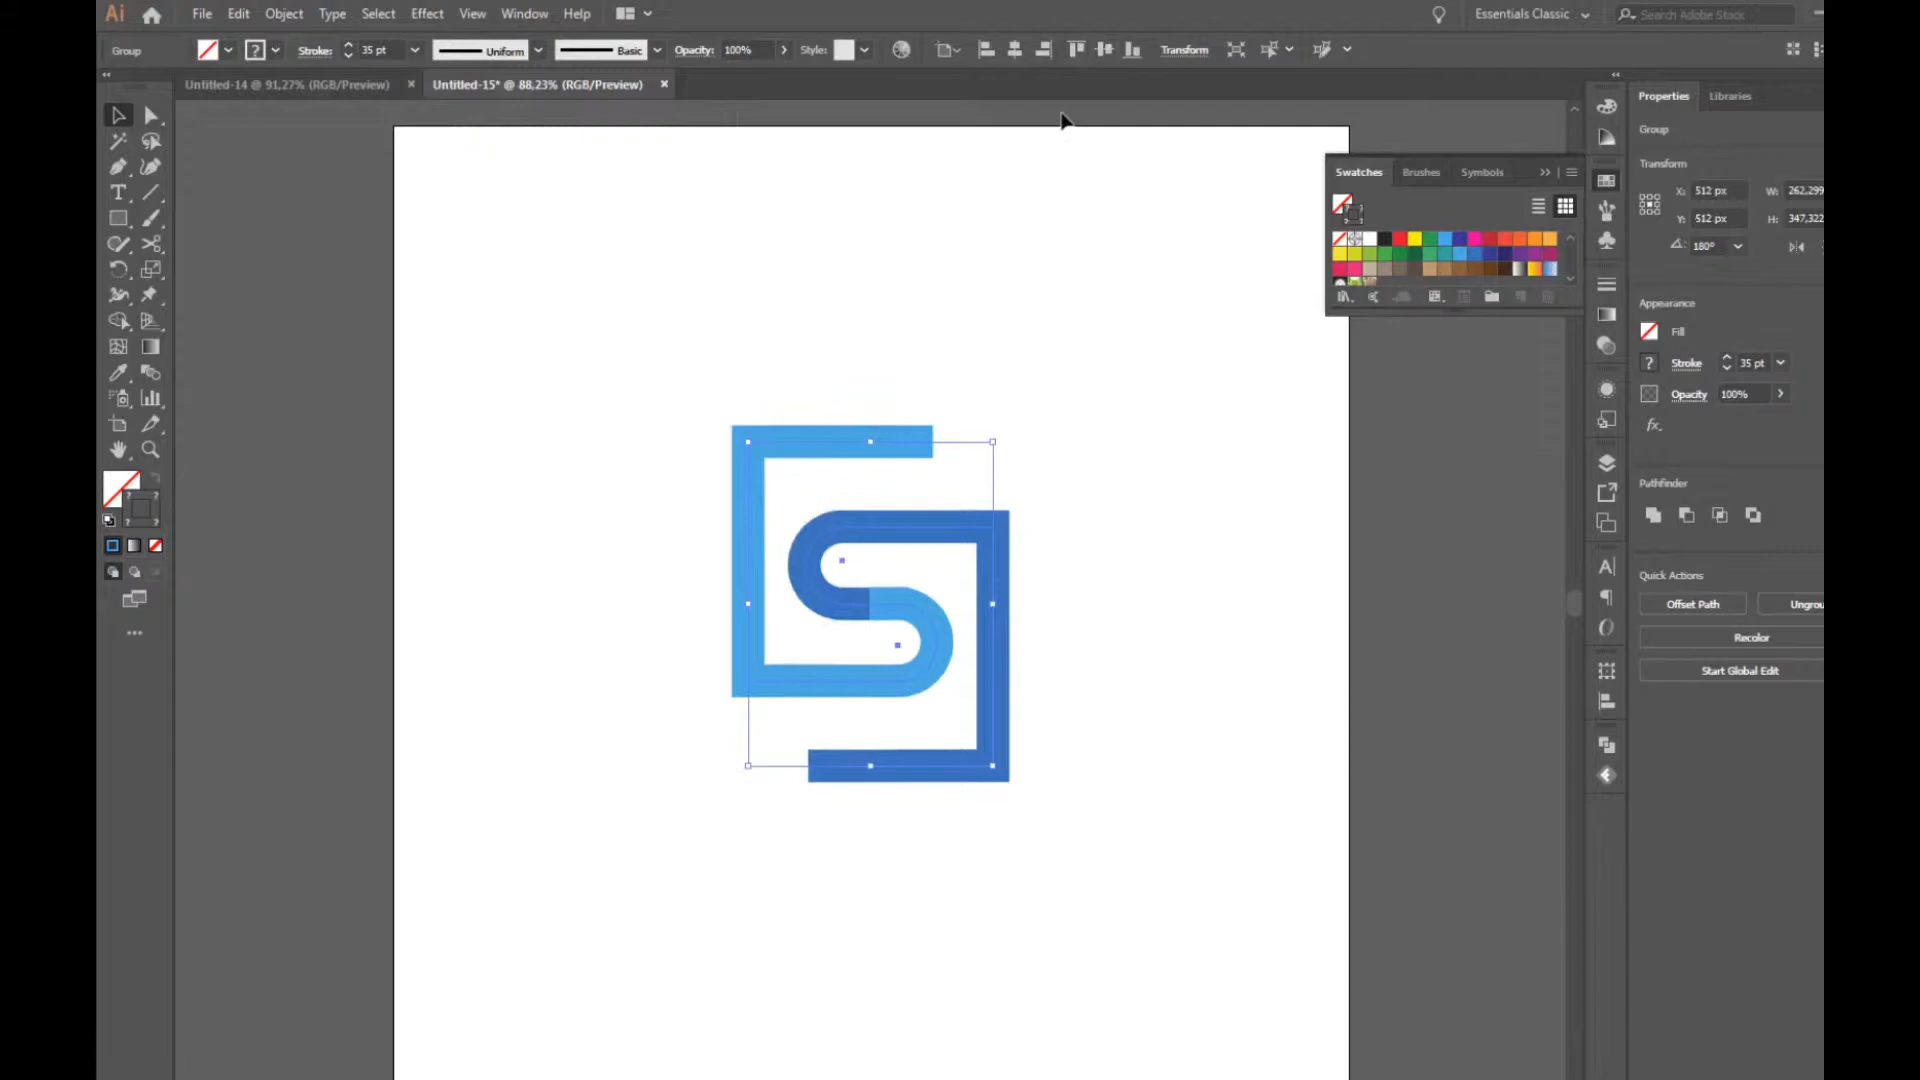 Ai File Edit Object Type Select Effect View Window Help Essentials Classic Search Adobe Stock
Group ? Stroke: 35 pt Uniform Basic Opacity: 100% Style: Transform
Untitled-14 @ 91,27% (RGB/Preview) × Untitled-15* @ 88,23% (RGB/Preview) ×
Properties Libraries
Group
Swatches Brushes Symbols
Transform
X: 512 px W: 262,299
Y: 512 px H: 347,322
180°
Appearance
Fill
? Stroke 35 pt
Opacity 100%
fx.
Pathfinder
Quick Actions
Offset Path Ungrou
Recolor
Start Global Edit